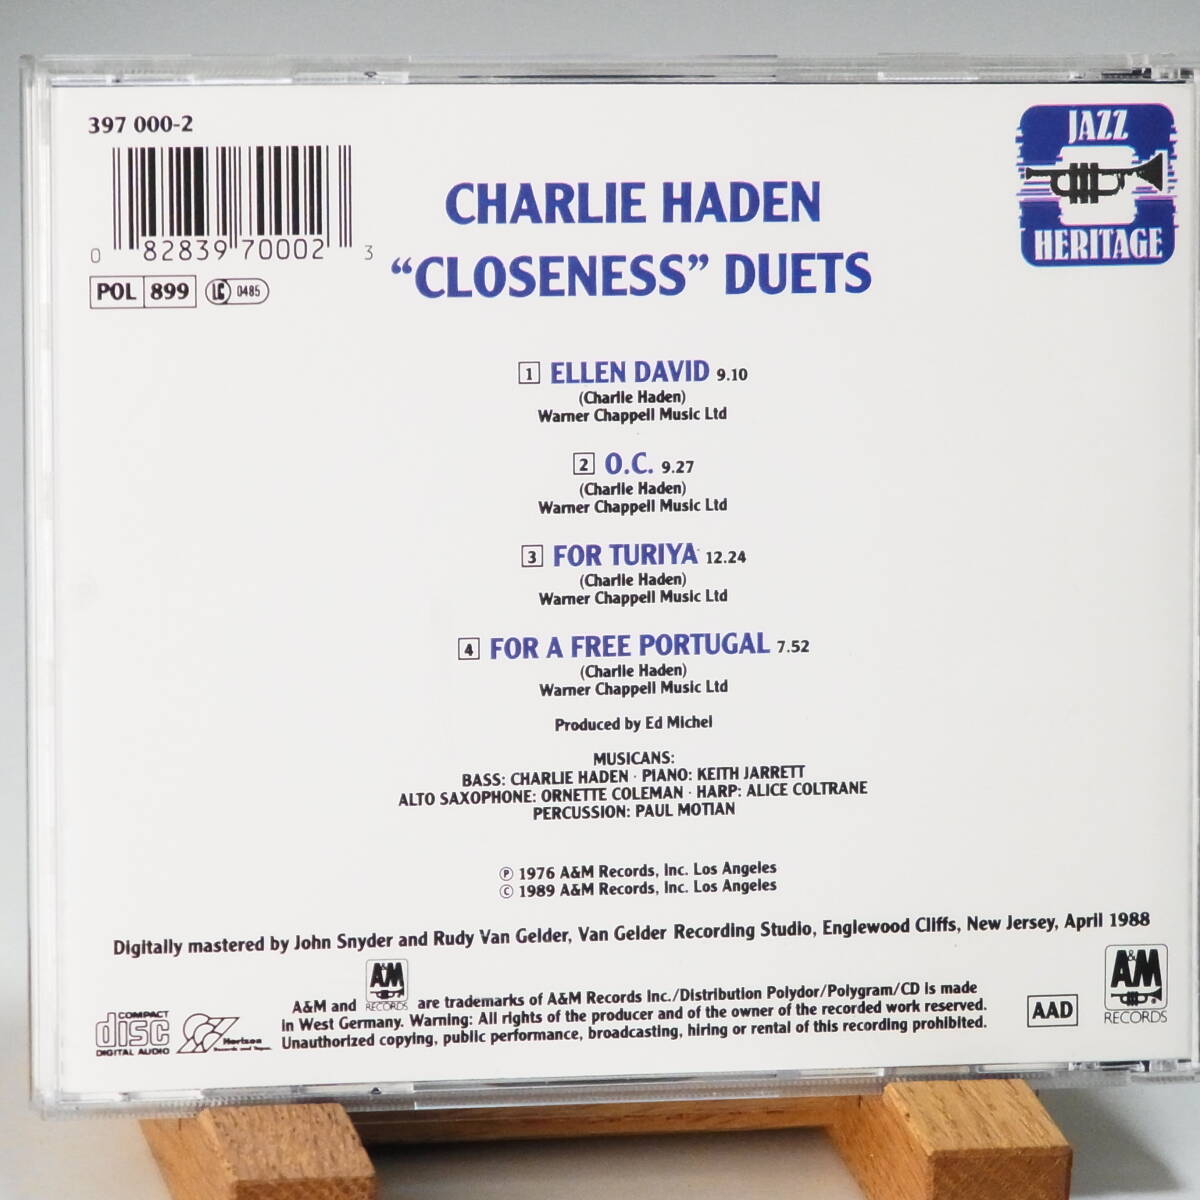 397 000-2
0 82839 70002 3
POL 899 LC 0485
JAZZ
HERITAGE
CHARLIE HADEN
“CLOSENESS” DUETS
1 ELLEN DAVID 9.10
(Charlie Haden)
Warner Chappell Music Ltd
2 O.C. 9.27
(Charlie Haden)
Warner Chappell Music Ltd
3 FOR TURIYA 12.24
(Charlie Haden)
Warner Chappell Music Ltd
4 FOR A FREE PORTUGAL 7.52
(Charlie Haden)
Warner Chappell Music Ltd
Produced by Ed Michel
MUSICANS:
BASS: CHARLIE HADEN · PIANO: KEITH JARRETT
ALTO SAXOPHONE: ORNETTE COLEMAN · HARP: ALICE COLTRANE
PERCUSSION: PAUL MOTIAN
℗ 1976 A&M Records, Inc. Los Angeles
© 1989 A&M Records, Inc. Los Angeles
Digitally mastered by John Snyder and Rudy Van Gelder, Van Gelder Recording Studio, Englewood Cliffs, New Jersey, April 1988
COMPACT
disc
DIGITAL AUDIO
Horizon
Records and Tapes
A&M and A&M RECORDS are trademarks of A&M Records Inc./Distribution Polydor/Polygram/CD is made
in West Germany. Warning: All rights of the producer and of the owner of the recorded work reserved.
Unauthorized copying, public performance, broadcasting, hiring or rental of this recording prohibited.
AAD
A&M
RECORDS